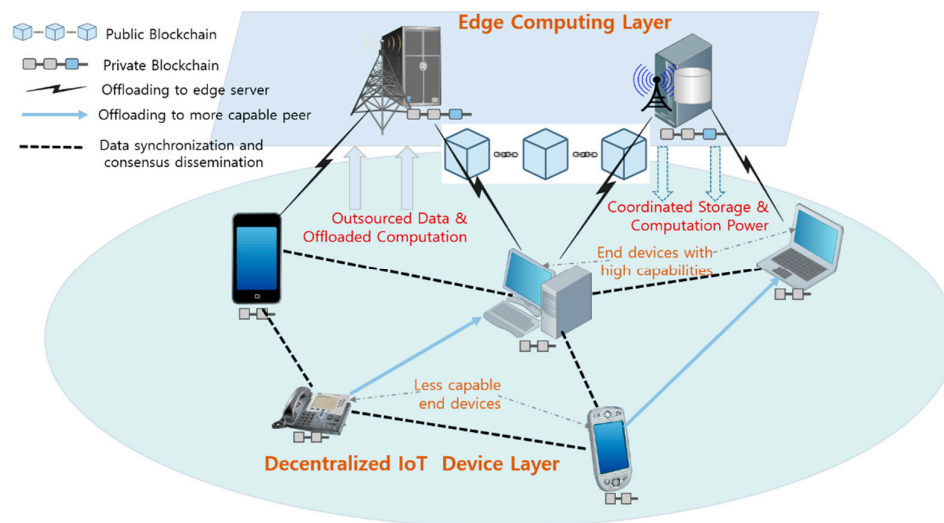 Edge Computing Layer
Public Blockchain
Private Blockchain
Offloading to edge server
Offloading to more capable peer
Data synchronization and
consensus dissemination
Outsourced Data &
Offloaded Computation
Coordinated Storage &
Computation Power
End devices with
high capabilities
Less capable
end devices
Decentralized IoT Device Layer